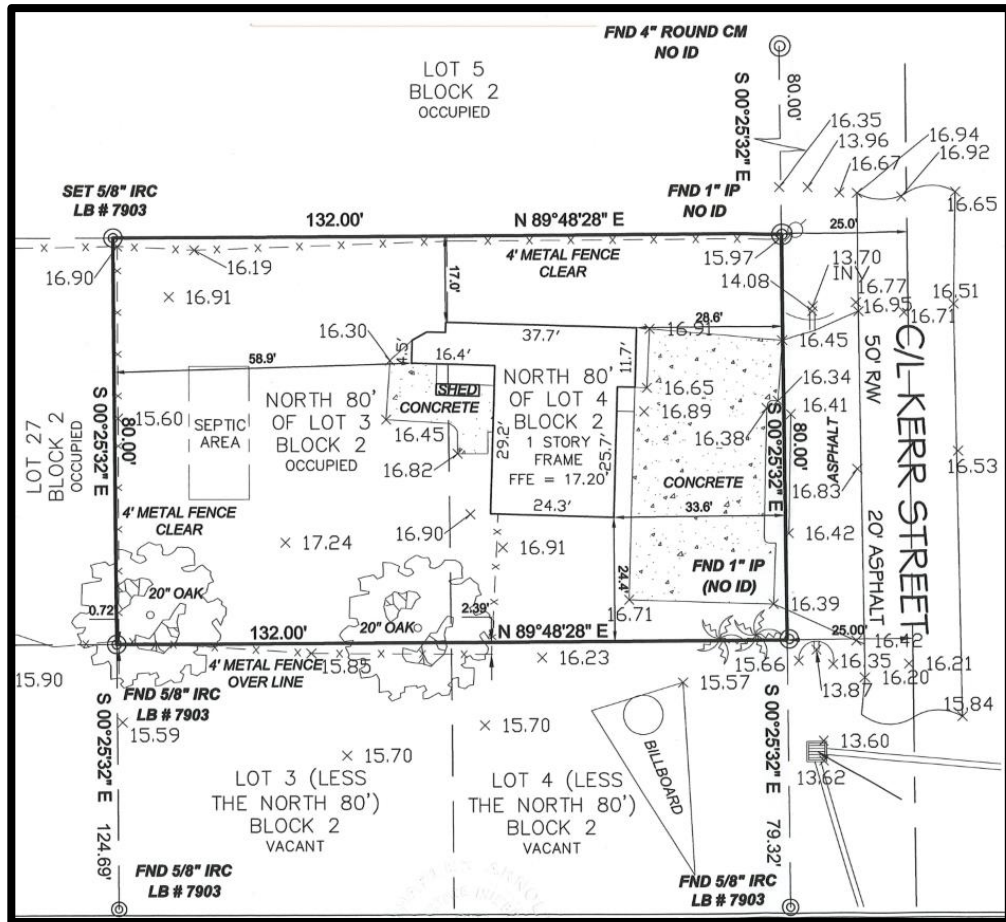 FND 4" ROUND CM
NO ID
LOT 5
BLOCK 2
OCCUPIED
80.00'
S 00°25'32" E
16.35
13.96
16.67
16.94
16.92
16.65
SET 5/8" IRC
LB # 7903
FND 1" IP
NO ID
132.00'
N 89°48'28" E
25.0'
4' METAL FENCE
CLEAR
16.90
16.19
16.91
17.0'
15.97
14.08
13.70
INV
16.77
16.95
16.51
16.71
28.6'
16.30
37.7'
16.91
16.45
4.5'
16.4'
11.7'
58.9'
SHED
CONCRETE
16.65
16.34
NORTH 80'
OF LOT 4
BLOCK 2
1 STORY
FRAME
FFE = 17.20'
NORTH 80'
OF LOT 3
BLOCK 2
OCCUPIED
16.89
16.41
50' R/W
C/L-KERR STREET
LOT 27
BLOCK 2
OCCUPIED
S 00°25'32" E
80.00'
15.60
SEPTIC
AREA
16.45
16.82
29.2'
25.7'
16.38
S 00°25'32" E
80.00'
ASPHALT
16.53
CONCRETE
16.83
24.3'
33.6'
4' METAL FENCE
CLEAR
16.90
17.24
16.91
16.42
20' ASPHALT
FND 1" IP
(NO ID)
24.4'
16.71
16.39
20" OAK
0.72'
20" OAK
2.39'
132.00'
N 89°48'28" E
25.00'
16.42
15.85
4' METAL FENCE
OVER LINE
16.23
15.66
16.35
16.21
16.20
13.87
15.90
FND 5/8" IRC
LB # 7903
15.57
15.84
15.59
15.70
15.70
S 00°25'32" E
124.69'
BILLBOARD
S 00°25'32" E
79.32'
13.60
13.62
LOT 3 (LESS
THE NORTH 80')
BLOCK 2
VACANT
LOT 4 (LESS
THE NORTH 80')
BLOCK 2
VACANT
FND 5/8" IRC
LB # 7903
FND 5/8" IRC
LB # 7903